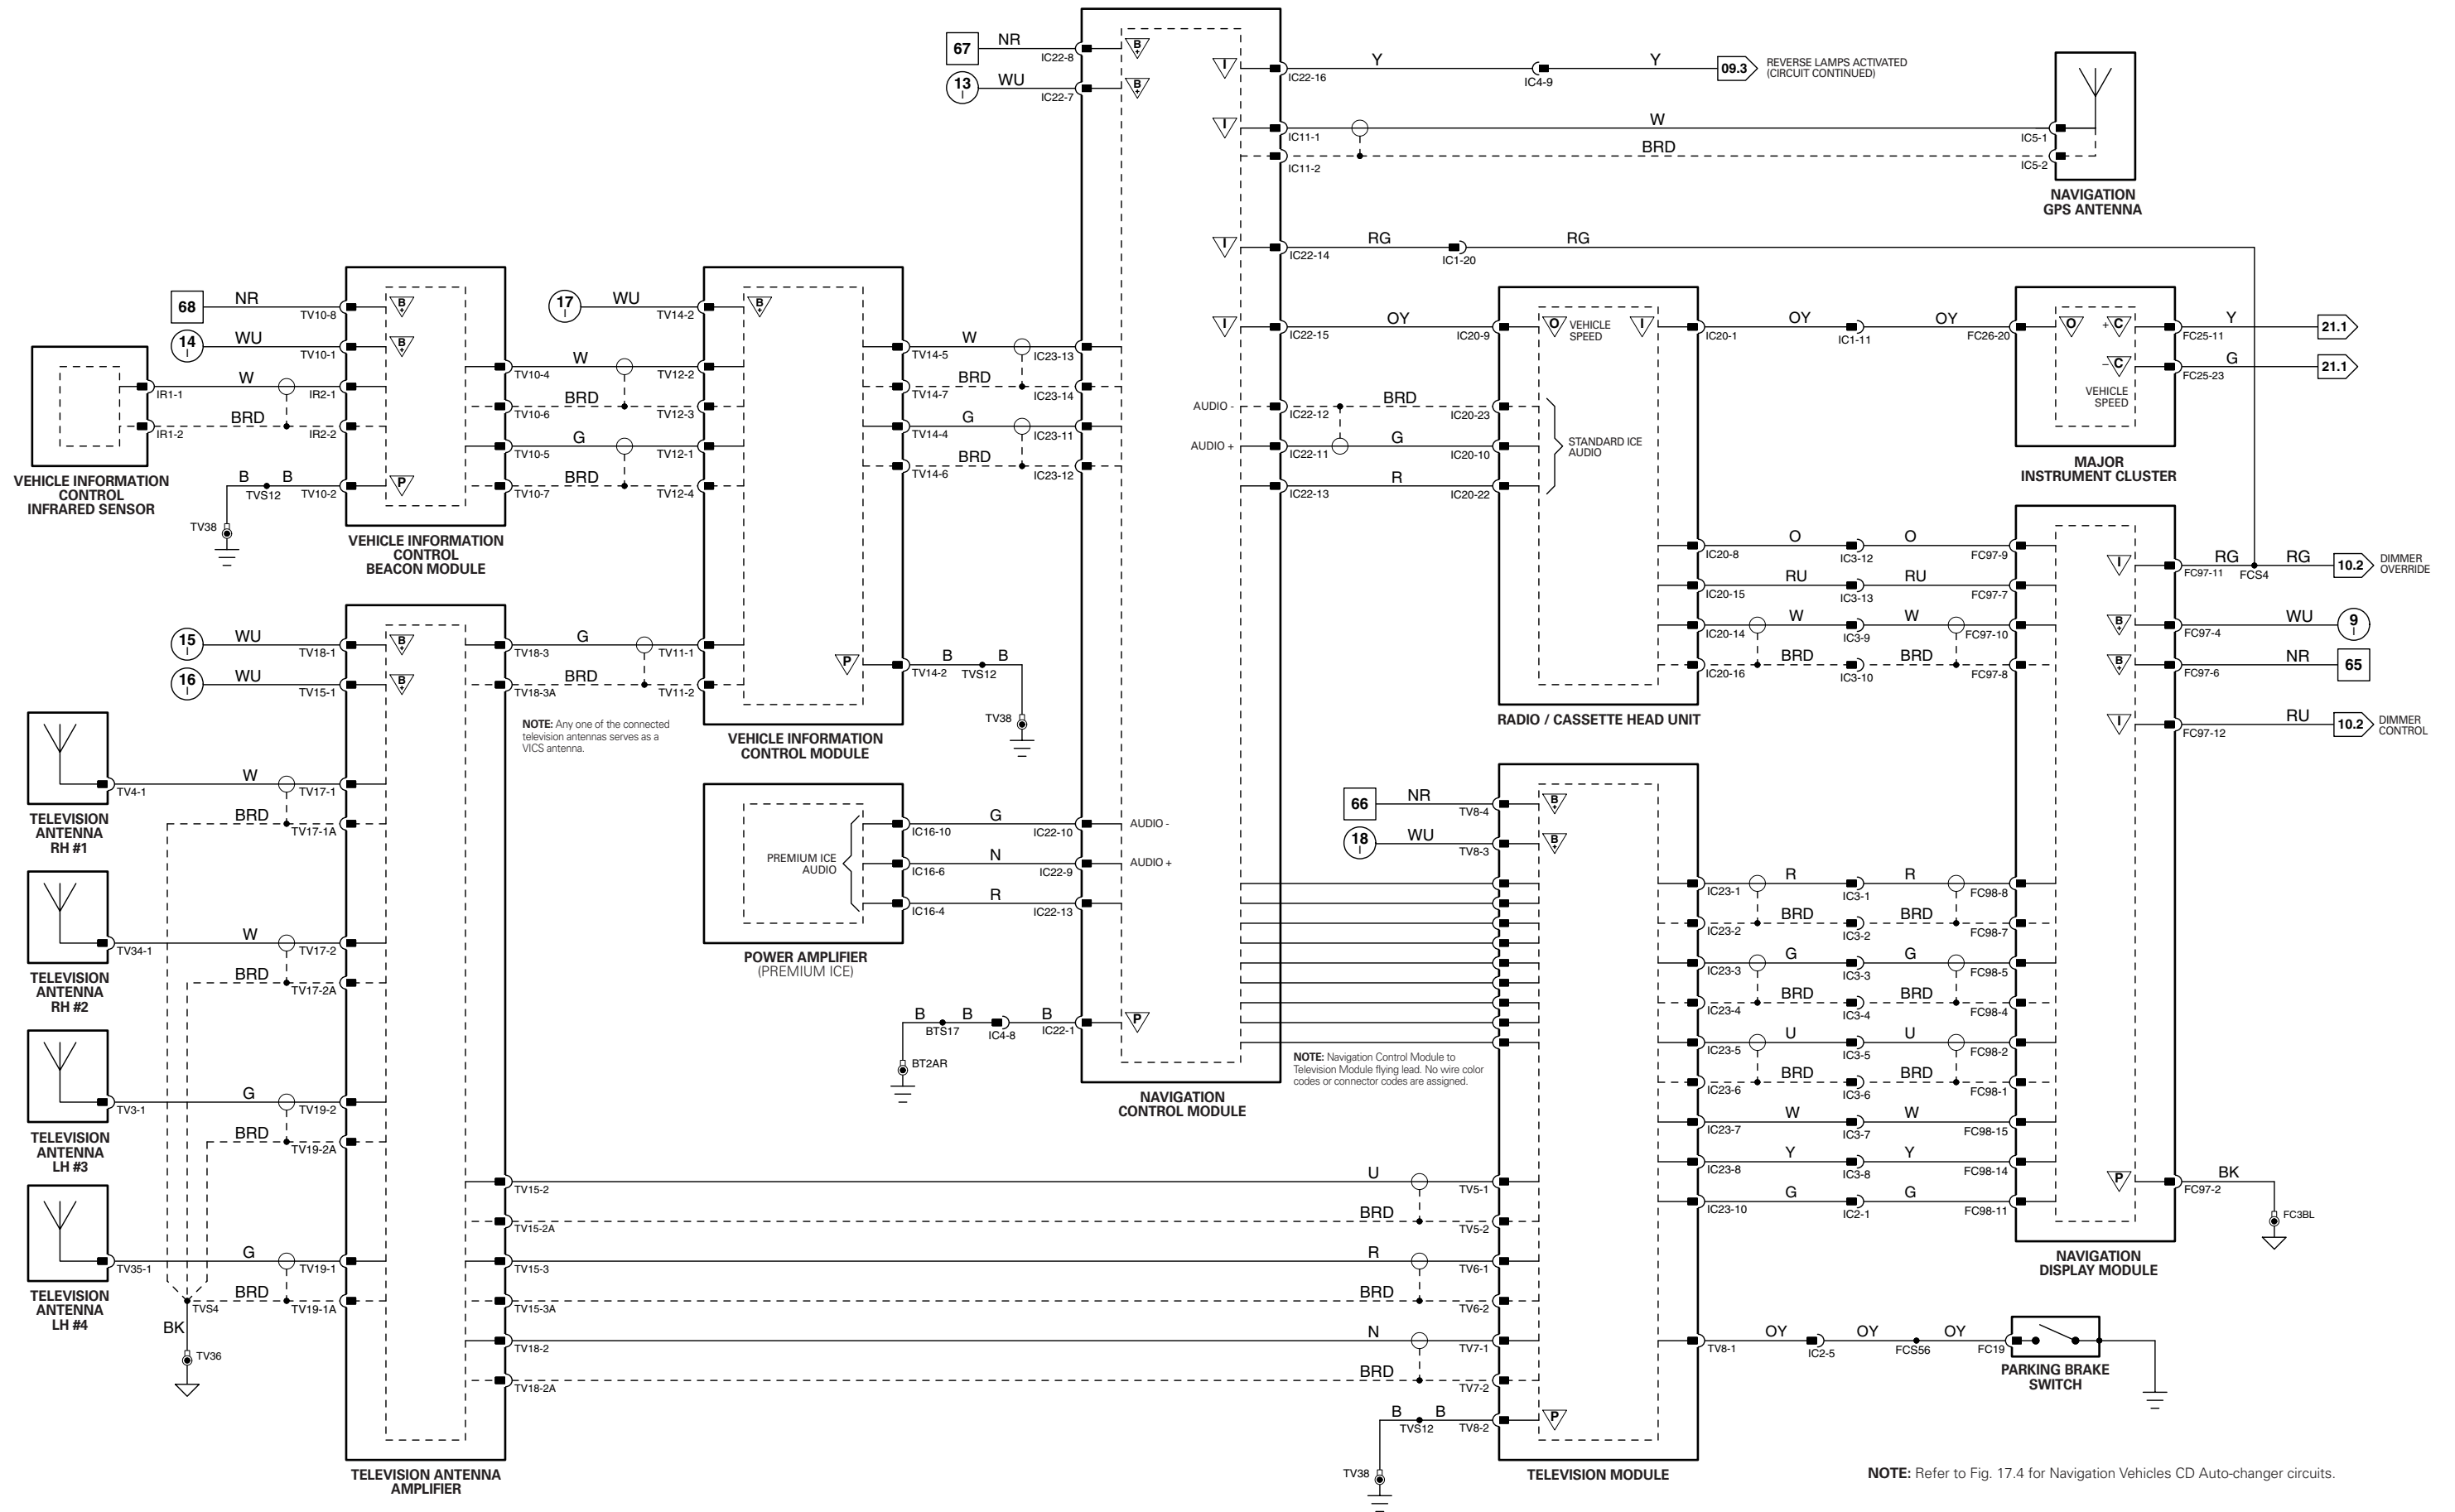 67
NR
IC22-8
B
+
13
I
WU
IC22-7
B
+
I
IC22-16
Y
IC4-9
Y
09.3
REVERSE LAMPS ACTIVATED
(CIRCUIT CONTINUED)
I
IC11-1
W
IC5-1
IC11-2
BRD
IC5-2
NAVIGATION
GPS ANTENNA
I
IC22-14
RG
IC1-20
RG
I
IC22-15
OY
IC20-9
O
VEHICLE
SPEED
I
IC20-1
OY
IC1-11
OY
FC26-20
O
+
C
FC25-11
Y
21.1
–
C
FC25-23
G
21.1
VEHICLE
SPEED
MAJOR
INSTRUMENT CLUSTER
AUDIO -
IC22-12
BRD
IC20-23
AUDIO +
IC22-11
G
IC20-10
IC22-13
R
IC20-22
STANDARD ICE
AUDIO
68
NR
TV10-8
B
+
14
I
WU
TV10-1
B
+
IR1-1
W
IR2-1
IR1-2
BRD
IR2-2
VEHICLE INFORMATION
CONTROL
INFRARED SENSOR
B
TVS12
B
TV10-2
P
TV38
VEHICLE INFORMATION
CONTROL
BEACON MODULE
TV10-4
W
TV12-2
TV10-6
BRD
TV12-3
TV10-5
G
TV12-1
TV10-7
BRD
TV12-4
17
I
WU
TV14-2
B
+
TV14-5
W
IC23-13
TV14-7
BRD
IC23-14
TV14-4
G
IC23-11
TV14-6
BRD
IC23-12
15
I
WU
TV18-1
B
+
16
I
WU
TV15-1
B
+
TV18-3
G
TV11-1
TV18-3A
BRD
TV11-2
NOTE: Any one of the connected
television antennas serves as a
VICS antenna.
P
TV14-2
B
TVS12
B
TV38
VEHICLE INFORMATION
CONTROL MODULE
IC20-8
O
IC3-12
O
FC97-9
IC20-15
RU
IC3-13
RU
FC97-7
IC20-14
W
IC3-9
W
FC97-10
IC20-16
BRD
IC3-10
BRD
FC97-8
RADIO / CASSETTE HEAD UNIT
I
FC97-11
RG
FCS4
RG
10.2
DIMMER
OVERRIDE
B
+
FC97-4
WU
9
I
B
+
FC97-6
NR
65
I
FC97-12
RU
10.2
DIMMER
CONTROL
TV4-1
W
TV17-1
BRD
TV17-1A
TELEVISION
ANTENNA
RH #1
TV34-1
W
TV17-2
BRD
TV17-2A
TELEVISION
ANTENNA
RH #2
TV3-1
G
TV19-2
BRD
TV19-2A
TELEVISION
ANTENNA
LH #3
TV35-1
G
TV19-1
TVS4
BRD
TV19-1A
TELEVISION
ANTENNA
LH #4
BK
TV36
TELEVISION ANTENNA
AMPLIFIER
PREMIUM ICE
AUDIO
IC16-10
G
IC22-10
AUDIO -
IC16-6
N
IC22-9
AUDIO +
IC16-4
R
IC22-13
POWER AMPLIFIER
(PREMIUM ICE)
B
BTS17
B
IC4-8
B
IC22-1
P
BT2AR
NAVIGATION
CONTROL MODULE
NOTE: Navigation Control Module to
Television Module flying lead. No wire color
codes or connector codes are assigned.
66
NR
TV8-4
B
+
18
I
WU
TV8-3
B
+
IC23-1
R
IC3-1
R
FC98-8
IC23-2
BRD
IC3-2
BRD
FC98-7
IC23-3
G
IC3-3
G
FC98-5
IC23-4
BRD
IC3-4
BRD
FC98-4
IC23-5
U
IC3-5
U
FC98-2
IC23-6
BRD
IC3-6
BRD
FC98-1
IC23-7
W
IC3-7
W
FC98-15
IC23-8
Y
IC3-8
Y
FC98-14
IC23-10
G
IC2-1
G
FC98-11
P
FC97-2
BK
FC3BL
NAVIGATION
DISPLAY MODULE
TV15-2
U
TV5-1
TV15-2A
BRD
TV5-2
TV15-3
R
TV6-1
TV15-3A
BRD
TV6-2
TV18-2
N
TV7-1
TV18-2A
BRD
TV7-2
B
TVS12
B
TV8-2
P
TV38
TELEVISION MODULE
TV8-1
OY
IC2-5
OY
FCS56
OY
FC19
PARKING BRAKE
SWITCH
NOTE: Refer to Fig. 17.4 for Navigation Vehicles CD Auto-changer circuits.